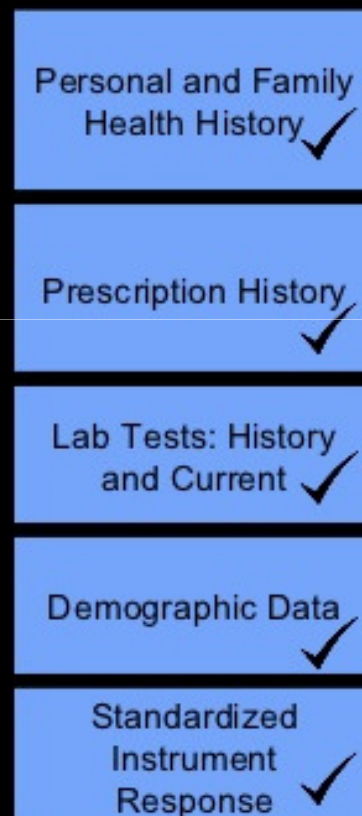 Personal and Family
Health History
Prescription History
Lab Tests: History
and Current
Demographic Data
Standardized
Instrument
Response